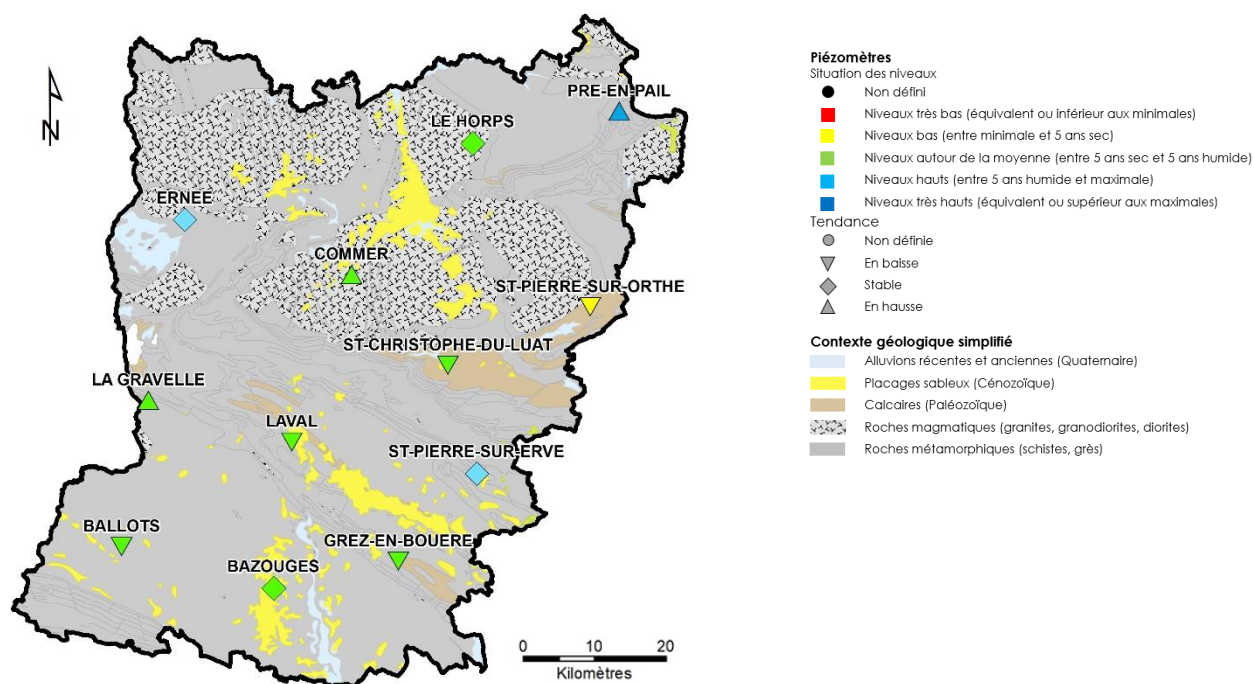 N
PRE-EN-PAIL
LE HORPS
ERNEE
COMMER
ST-PIERRE-SUR-ORTHE
ST-CHRISTOPHE-DU-LUAT
LA GRAVELLE
LAVAL
ST-PIERRE-SUR-ERVE
BALLOTS
GREZ-EN-BOUERE
BAZOUGES
0 10 20
Kilomètres
Piézomètres
Situation des niveaux
Non défini
Niveaux très bas (équivalent ou inférieur aux minimales)
Niveaux bas (entre minimale et 5 ans sec)
Niveaux autour de la moyenne (entre 5 ans sec et 5 ans humide)
Niveaux hauts (entre 5 ans humide et maximale)
Niveaux très hauts (équivalent ou supérieur aux maximales)
Tendance
Non définie
En baisse
Stable
En hausse
Contexte géologique simplifié
Alluvions récentes et anciennes (Quaternaire)
Placages sableux (Cénozoïque)
Calcaires (Paléozoïque)
Roches magmatiques (granites, granodiorites, diorites)
Roches métamorphiques (schistes, grès)